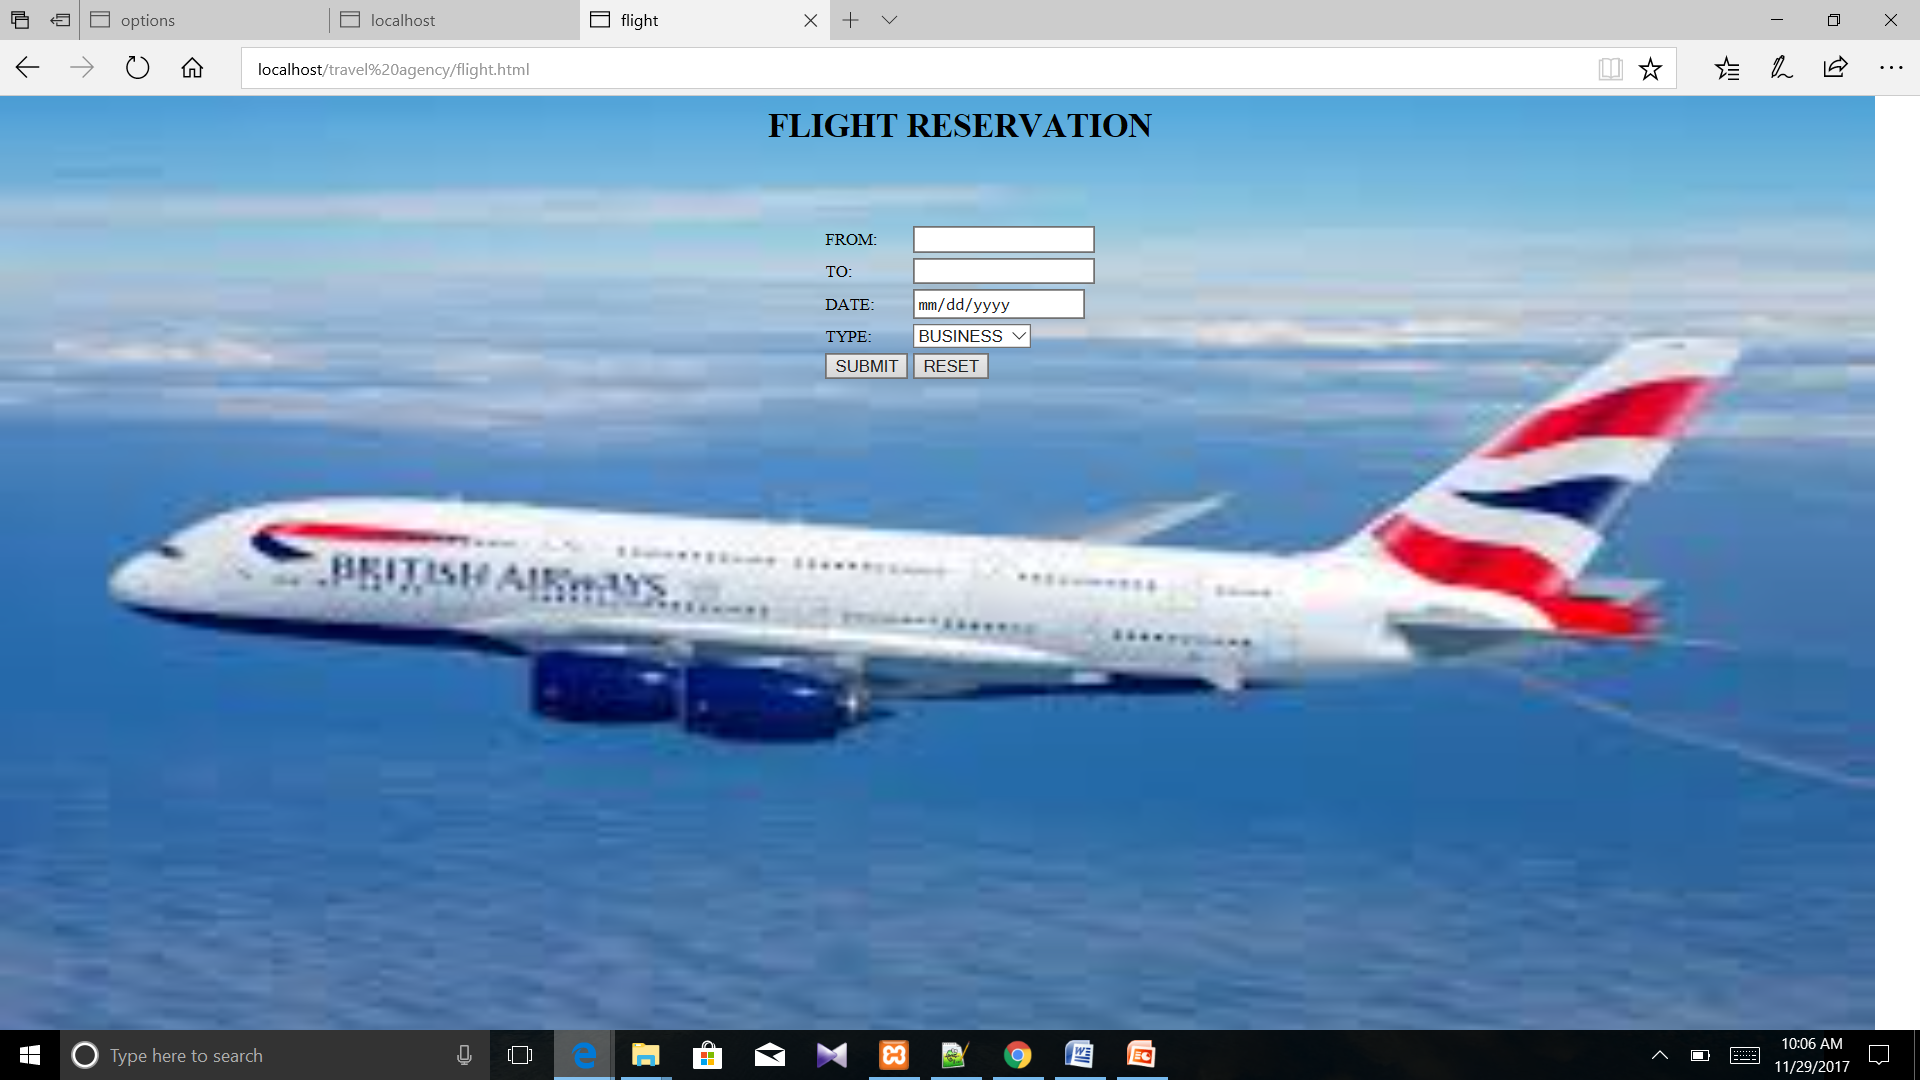 options
localhost
flight
localhost/travel%20agency/flight.html
FLIGHT RESERVATION
FROM:
TO:
DATE: mm/dd/yyyy
TYPE: BUSINESS
SUBMIT RESET
BRITISH AIRWAYS
Type here to search
10:06 AM
11/29/2017